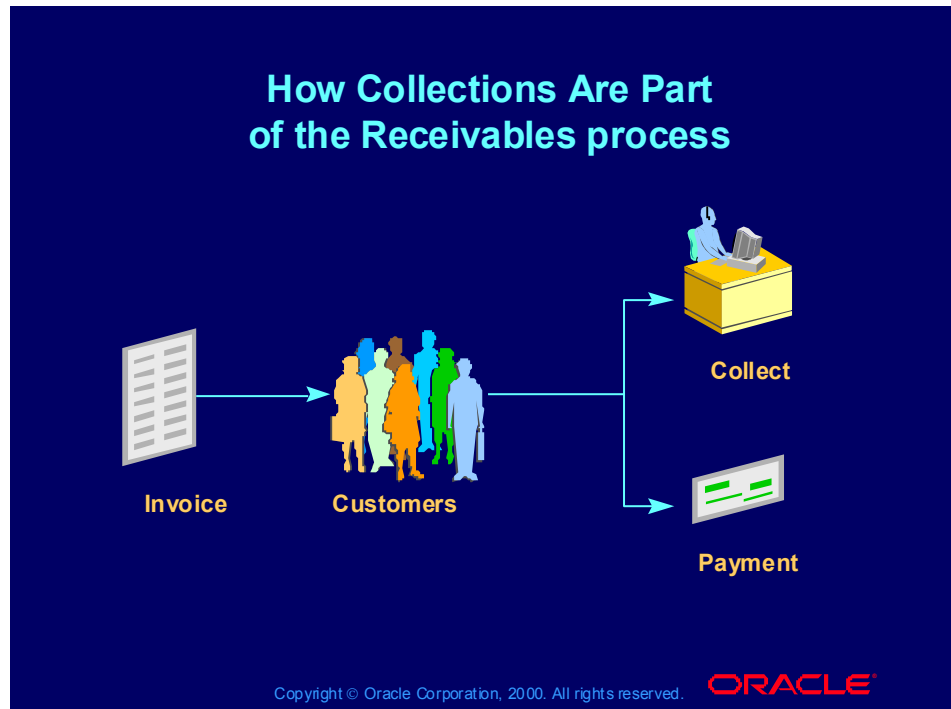 How Collections Are Part
of the Receivables process
Collect
Invoice
Customers
Payment
Copyright © Oracle Corporation, 2000. All rights reserved.
ORACLE®